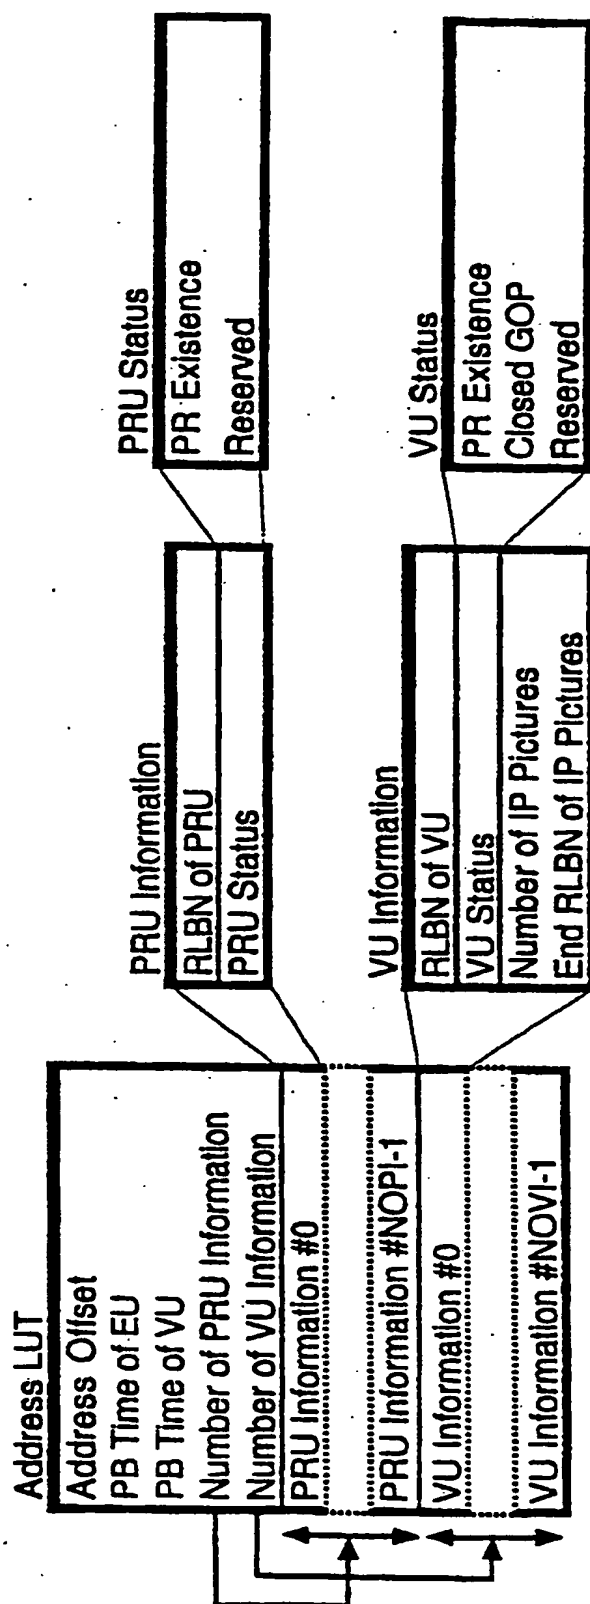 Address LUT
Address Offset
PB Time of EU
PB Time of VU
Number of PRU Information
Number of VU Information
PRU Information #0
PRU Information #NOPI-1
VU Information #0
VU Information #NOVI-1
PRU Information
RLBN of PRU
PRU Status
VU Information
RLBN of VU
VU Status
Number of IP Pictures
End RLBN of IP Pictures
PRU Status
PR Existence
Reserved
VU Status
PR Existence
Closed GOP
Reserved